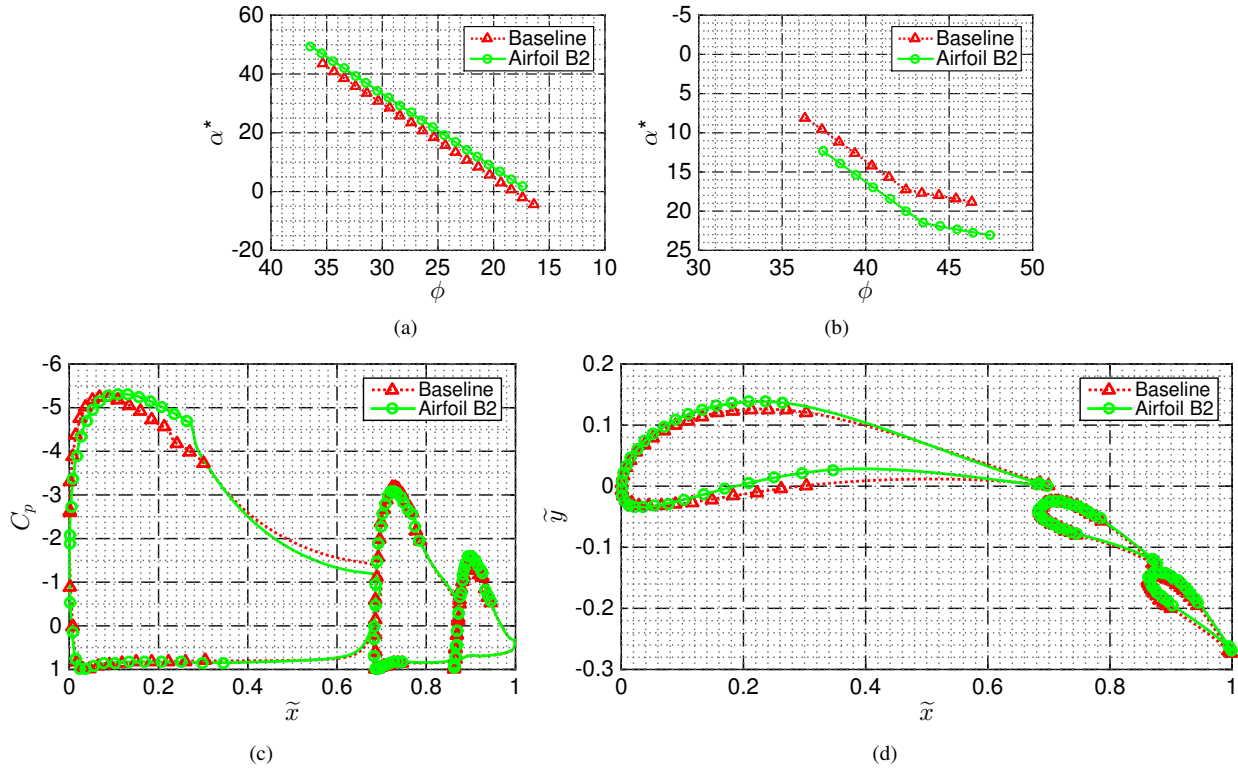 60
40
20
0
-20
40 35 30 25 20 15 10
α*
ϕ
Baseline
Airfoil B2
(a)
-5
0
5
10
15
20
25
30 35 40 45 50
α*
ϕ
Baseline
Airfoil B2
(b)
-6
-5
-4
-3
-2
-1
0
1
0 0.2 0.4 0.6 0.8 1
C_p
x̃
Baseline
Airfoil B2
(c)
0.2
0.1
0
-0.1
-0.2
-0.3
0 0.2 0.4 0.6 0.8 1
ỹ
x̃
Baseline
Airfoil B2
(d)